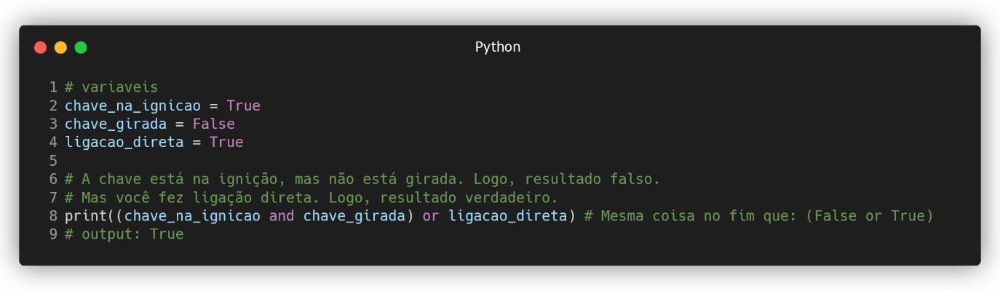 Python
1 # variaveis
2 chave_na_ignicao = True
3 chave_girada = False
4 ligacao_direta = True
5
6 # A chave está na ignição, mas não está girada. Logo, resultado falso.
7 # Mas você fez ligação direta. Logo, resultado verdadeiro.
8 print((chave_na_ignicao and chave_girada) or ligacao_direta) # Mesma coisa no fim que: (False or True)
9 # output: True